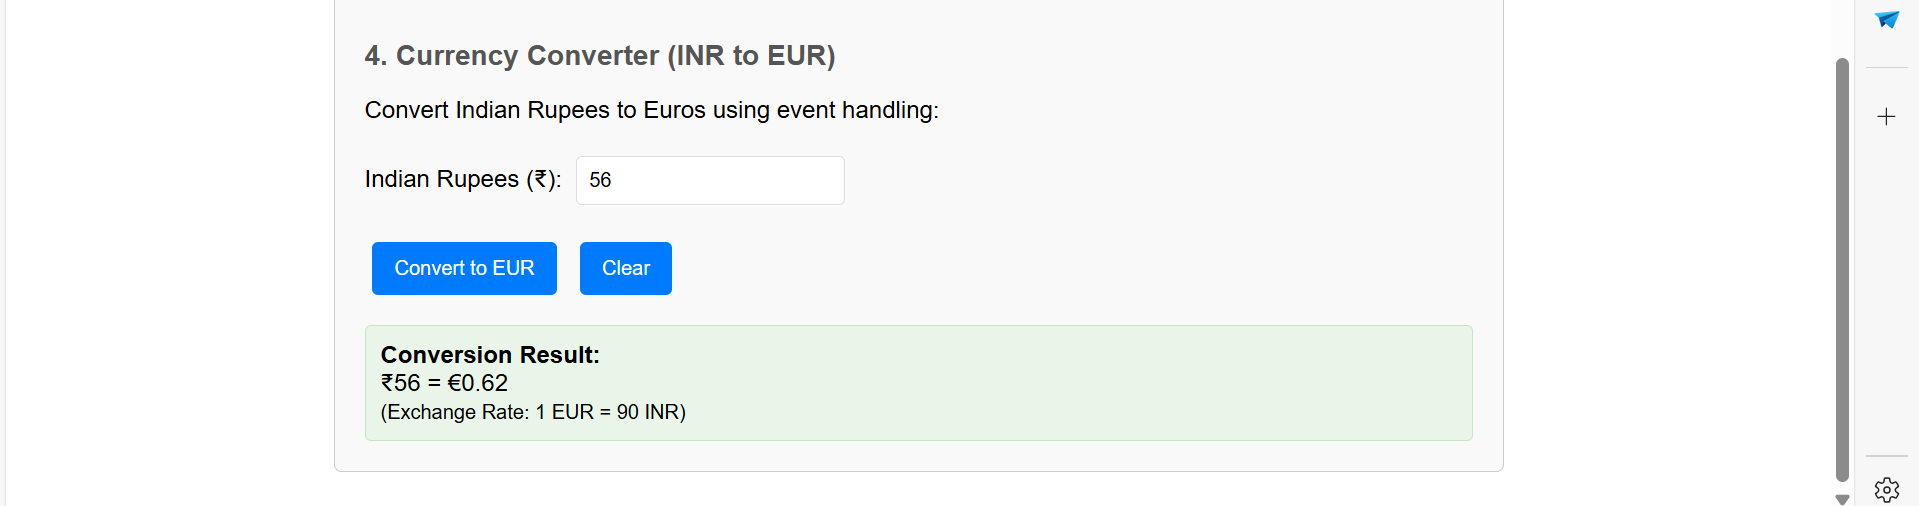 4. Currency Converter (INR to EUR)
Convert Indian Rupees to Euros using event handling:
Indian Rupees (₹): 56
Convert to EUR Clear
Conversion Result:
₹56 = €0.62
(Exchange Rate: 1 EUR = 90 INR)